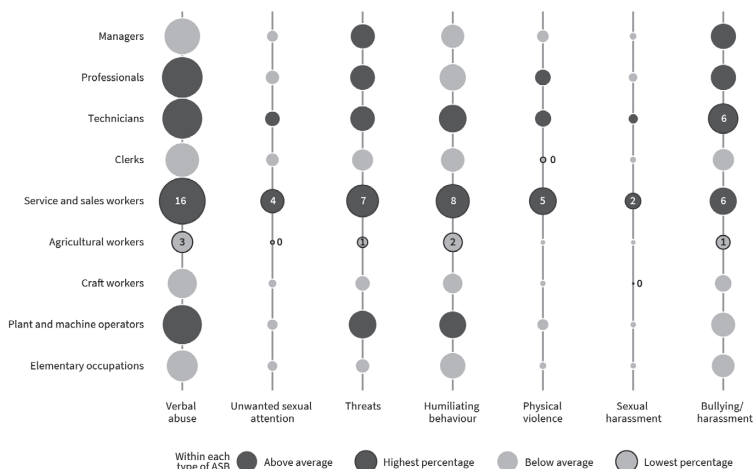 Managers
Professionals
Technicians
6
Clerks
0
Service and sales workers
16
4
7
8
5
2
6
Agricultural workers
3
0
1
2
1
Craft workers
0
Plant and machine operators
Elementary occupations
Verbal
abuse
Unwanted sexual
attention
Threats
Humiliating
behaviour
Physical
violence
Sexual
harassment
Bullying/
harassment
Within each
type of ASB
Above average
Highest percentage
Below average
Lowest percentage